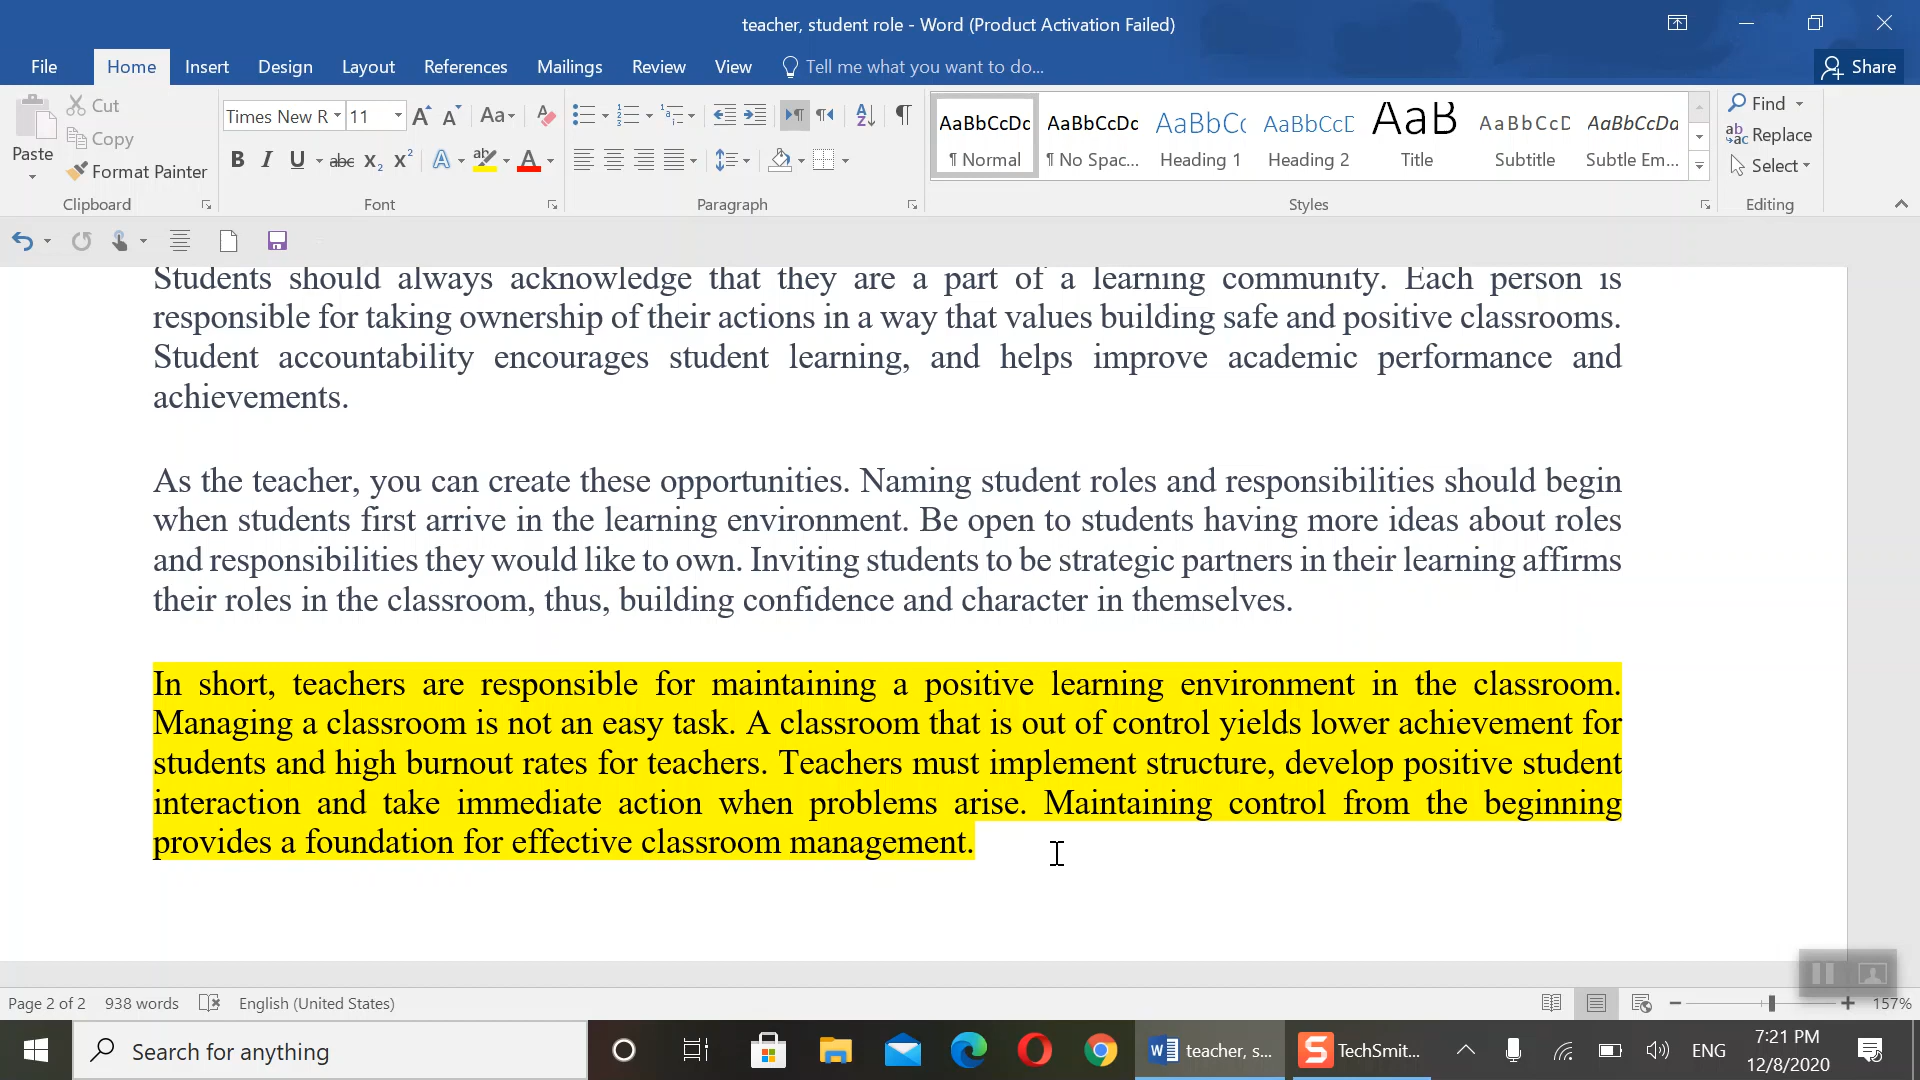 teacher, student role - Word (Product Activation Failed)
File Home Insert Design Layout References Mailings Review View Tell me what you want to do... Share
Paste Cut
Copy
Format Painter
Clipboard
Times New R 11 Aa
B I U abc X₂ X² A ab A
Font
Paragraph
AaBbCcDc AaBbCcDc AaBbCc AaBbCcD AaB AaBbCcD AaBbCcDa
¶ Normal ¶ No Spac... Heading 1 Heading 2 Title Subtitle Subtle Em...
Styles
Find
Replace
Select
Editing
Students should always acknowledge that they are a part of a learning community. Each person is
responsible for taking ownership of their actions in a way that values building safe and positive classrooms.
Student accountability encourages student learning, and helps improve academic performance and
achievements.
As the teacher, you can create these opportunities. Naming student roles and responsibilities should begin
when students first arrive in the learning environment. Be open to students having more ideas about roles
and responsibilities they would like to own. Inviting students to be strategic partners in their learning affirms
their roles in the classroom, thus, building confidence and character in themselves.
In short, teachers are responsible for maintaining a positive learning environment in the classroom.
Managing a classroom is not an easy task. A classroom that is out of control yields lower achievement for
students and high burnout rates for teachers. Teachers must implement structure, develop positive student
interaction and take immediate action when problems arise. Maintaining control from the beginning
provides a foundation for effective classroom management.
Page 2 of 2 938 words English (United States) 157%
Search for anything teacher, s... TechSmit... ENG 7:21 PM
12/8/2020